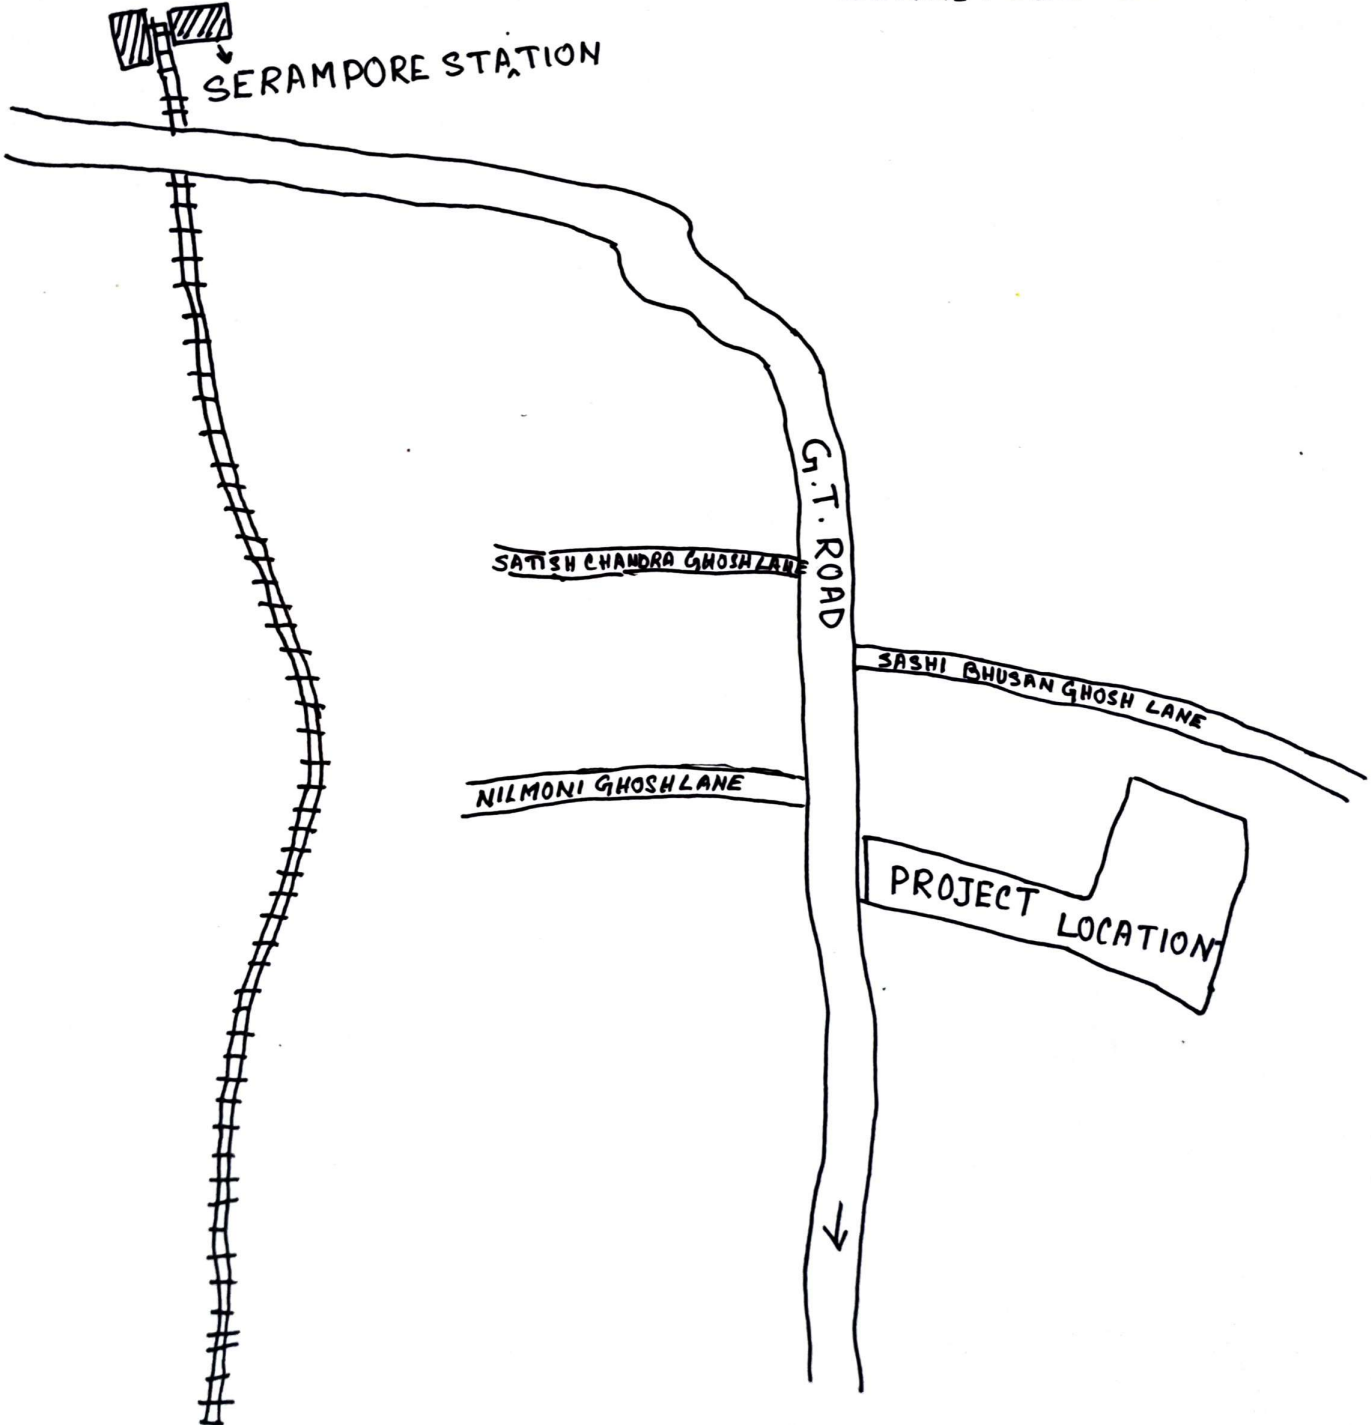 SERAMPORE STATION
G.T. ROAD
SATISH CHANDRA GHOSH LANE
SASHI BHUSAN GHOSH LANE
NILMONI GHOSH LANE
PROJECT LOCATION